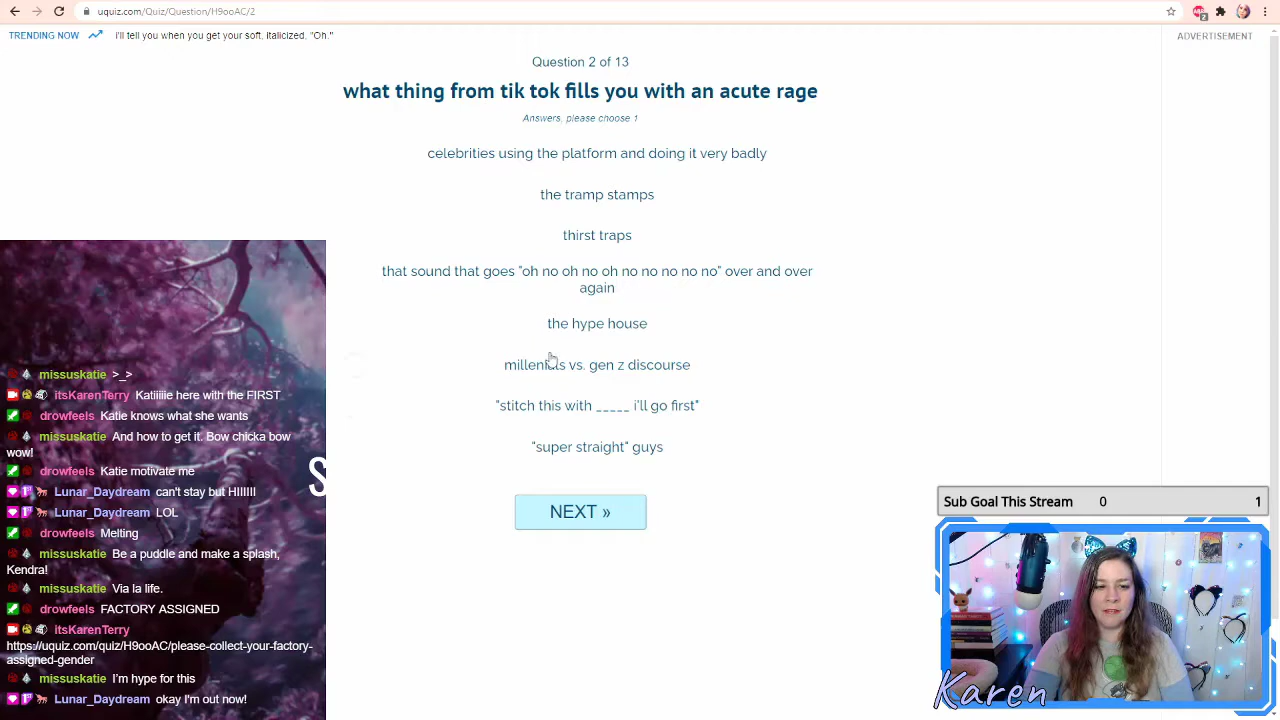 uquiz.com/Quiz/Question/H9ooAC/2
TRENDING NOW
I'll tell you when you get your soft, italicized, "Oh."
ADVERTISEMENT
Question 2 of 13
what thing from tik tok fills you with an acute rage
Answers, please choose 1
celebrities using the platform and doing it very badly
the tramp stamps
thirst traps
that sound that goes "oh no oh no oh no no no no no" over and over
again
the hype house
millenials vs. gen z discourse
"stitch this with _____ i'll go first"
"super straight" guys
NEXT »
missuskatie >_>
itsKarenTerry Katiiiiiie here with the FIRST
drowfeels Katie knows what she wants
missuskatie And how to get it. Bow chicka bow
wow!
drowfeels Katie motivate me
Lunar_Daydream can't stay but HIIIIII
Lunar_Daydream LOL
drowfeels Melting
missuskatie Be a puddle and make a splash,
Kendra!
missuskatie Via la life.
drowfeels FACTORY ASSIGNED
itsKarenTerry
https://uquiz.com/quiz/H9ooAC/please-collect-your-factory-
assigned-gender
missuskatie I'm hype for this
Lunar_Daydream okay I'm out now!
S
Sub Goal This Stream 0 1
Karen